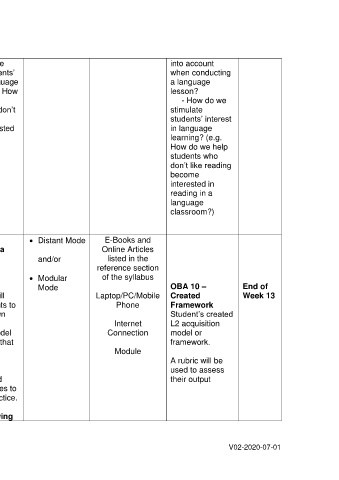 e
ents'
uage
How
don't
sted
into account
when conducting
a language
lesson?
- How do we
stimulate
students' interest
in language
learning? (e.g.
How do we help
students who
don't like reading
become
interested in
reading in a
language
classroom?)
a
ill
ts to
n
del
that
d
es to
ctice.
ving
• Distant Mode
and/or
• Modular
Mode
E-Books and
Online Articles
listed in the
reference section
of the syllabus
Laptop/PC/Mobile
Phone
Internet
Connection
Module
OBA 10 –
Created
Framework
Student's created
L2 acquisition
model or
framework.
A rubric will be
used to assess
their output
End of
Week 13
V02-2020-07-01